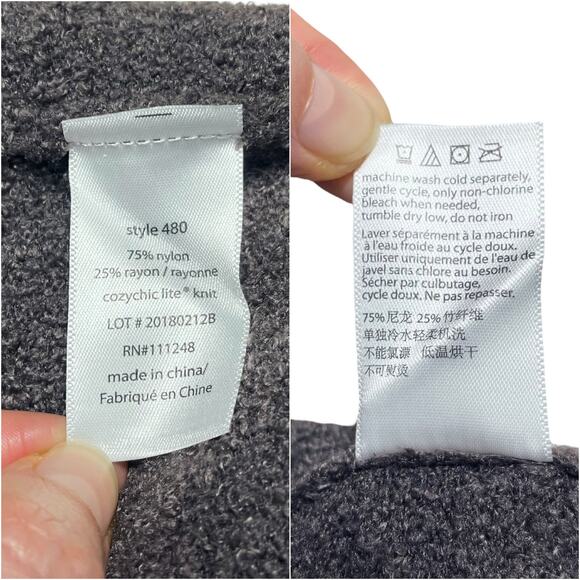 style 480
75% nylon
25% rayon / rayonne
cozychic lite® knit
LOT # 20180212B
RN#111248
made in china/
Fabriqué en Chine
machine wash cold separately,
gentle cycle, only non-chlorine
bleach when needed,
tumble dry low, do not iron
Laver séparément à la machine
à l'eau froide au cycle doux.
Utiliser uniquement de l'eau de
javel sans chlore au besoin.
Sécher par culbutage,
cycle doux. Ne pas repasser.
75% 尼龙 25% 竹纤维
单独冷水轻柔机洗
不能氯漂 低温烘干
不可熨烫